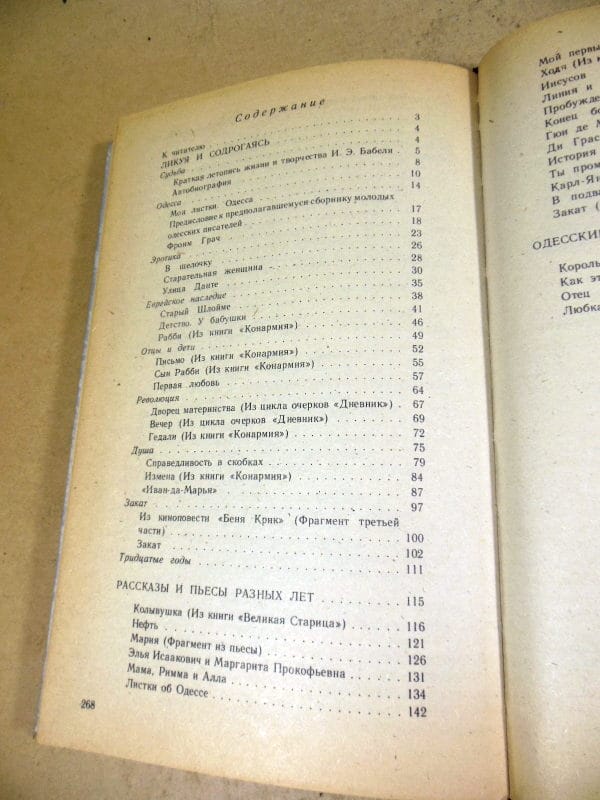 Содержание
К читателю . . . 3
ЛИКУЯ И СОДРОГАЯСЬ . . . 4
Судьба . . . 4
Краткая летопись жизни и творчества И. Э. Бабеля . 5
Автобиография . . . 8
Одесса . . . 10
Мои листки. Одесса . . . 14
Предисловие к предполагавшемуся сборнику молодых
одесских писателей . . . 17
Фроим Грач . . . 18
Эротика . . . 23
В щелочку . . . 26
Старательная женщина . . . 28
Улица Данте . . . 30
Еврейское наследие . . . 35
Старый Шлойме . . . 38
Детство. У бабушки . . . 41
Рабби (Из книги «Конармия») . . . 46
Отцы и дети . . . 49
Письмо (Из книги «Конармия») . . . 52
Сын Рабби (Из книги «Конармия») . . . 55
Первая любовь . . . 57
Революция . . . 64
Дворец материнства (Из цикла очерков «Дневник») . 67
Вечер (Из цикла очерков «Дневник») . . . 69
Гедали (Из книги «Конармия») . . . 72
Душа . . . 75
Справедливость в скобках . . . 79
Измена (Из книги «Конармия») . . . 84
«Иван-да-Марья» . . . 87
Закат . . . 97
Из киноповести «Беня Крик» (Фрагмент третьей
части) . . . 100
Закат . . . 102
Тридцатые годы . . . 111
РАССКАЗЫ И ПЬЕСЫ РАЗНЫХ ЛЕТ . . . 115
Колывушка (Из книги «Великая Старица») . . . 116
Нефть . . . 121
Мария (Фрагмент из пьесы) . . . 126
Элья Исаакович и Маргарита Прокофьевна . . . 131
Мама, Римма и Алла . . . 134
Листки об Одессе . . . 142
268
Мой первы
Ходя (Из к
Иисусов
Линия и
Пробужде
Конец бо
Гюи де М
Ди Грас
История
Ты пром
Карл-Ян
В подва
Закат (
ОДЕССКИ
Король
Как эт
Отец
Любка